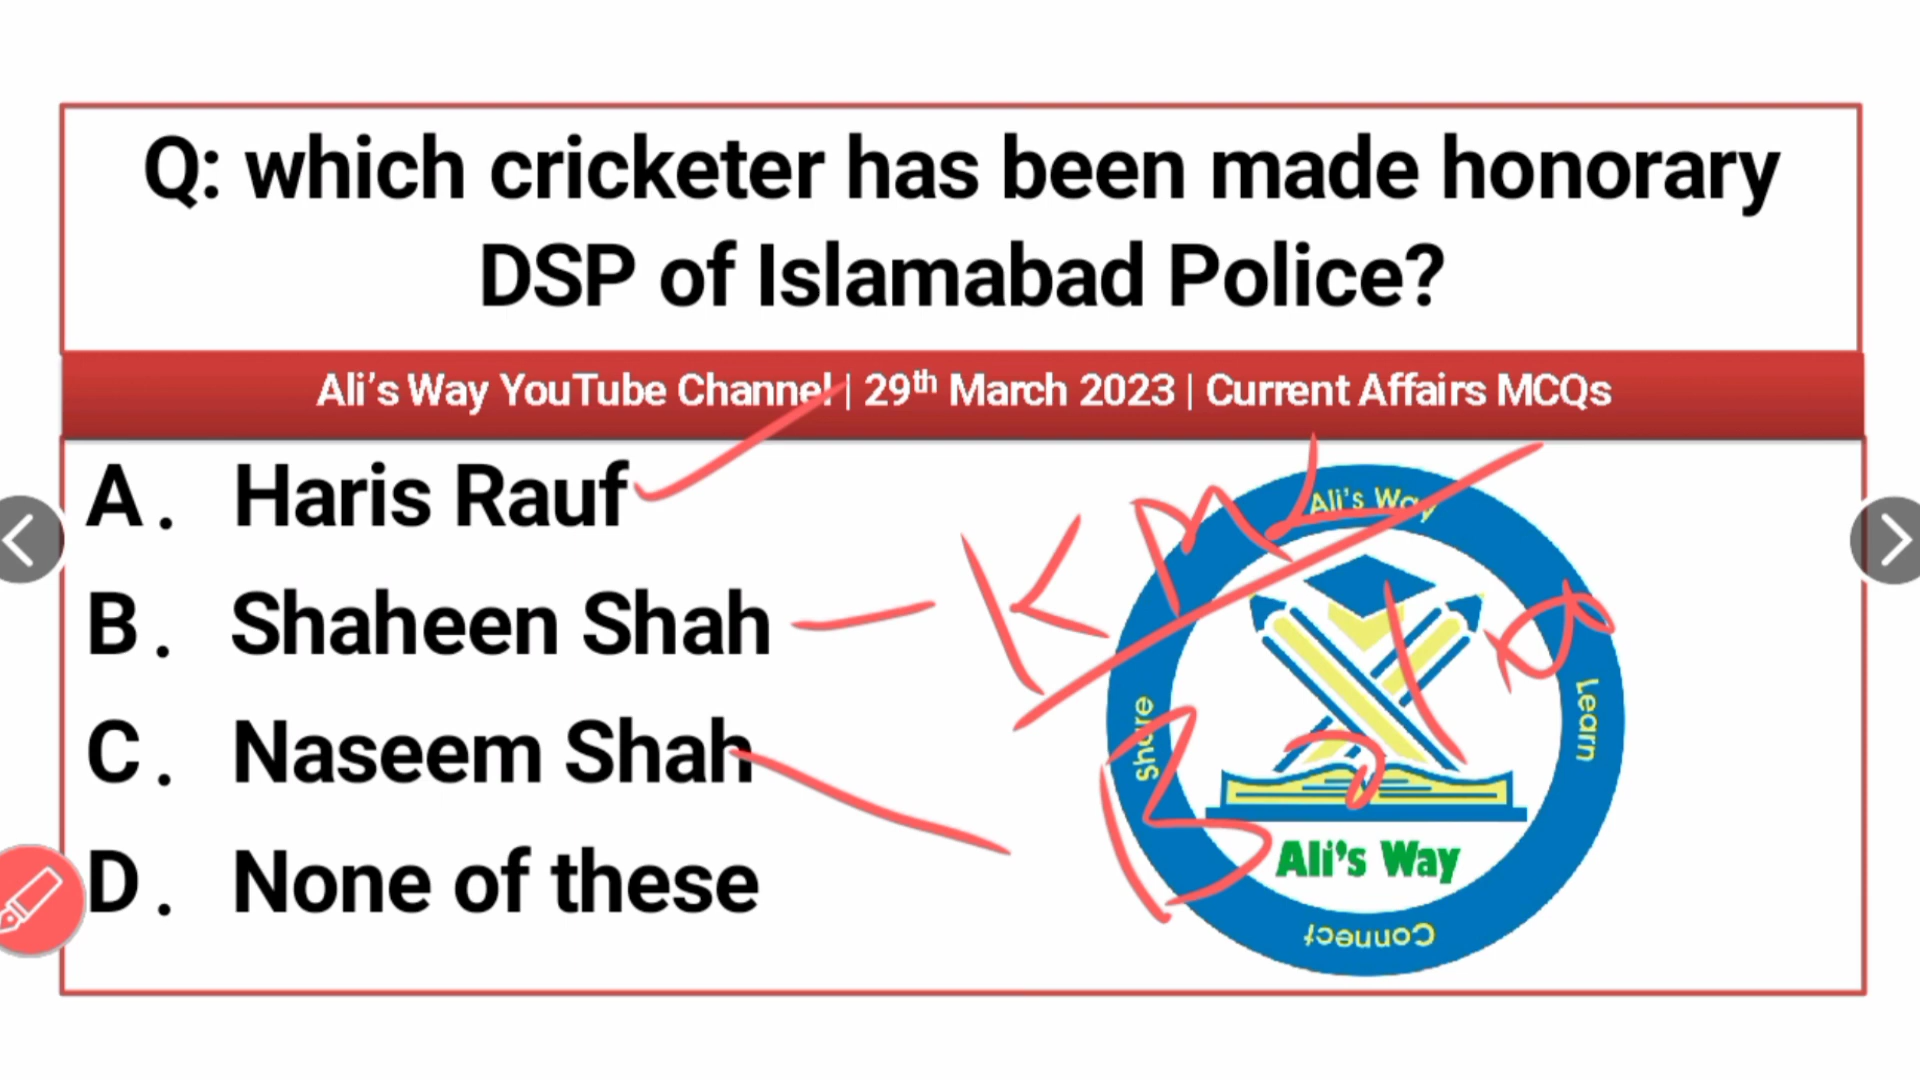 Q: which cricketer has been made honorary
DSP of Islamabad Police?
Ali's Way YouTube Channel | 29th March 2023 | Current Affairs MCQs
A. Haris Rauf
B. Shaheen Shah
C. Naseem Shah
D. None of these
Ali's Way
Share
Learn
Connect
Ali's Way